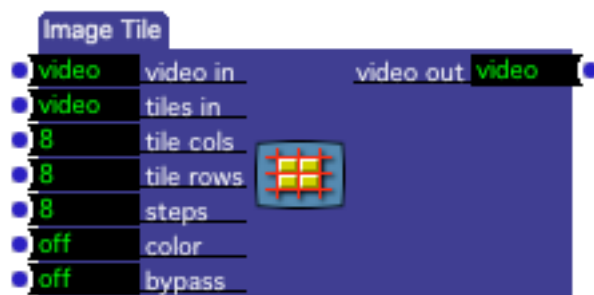 Image Tile
video video in video out video
video tiles in
8 tile cols
8 tile rows
8 steps
off color
off bypass